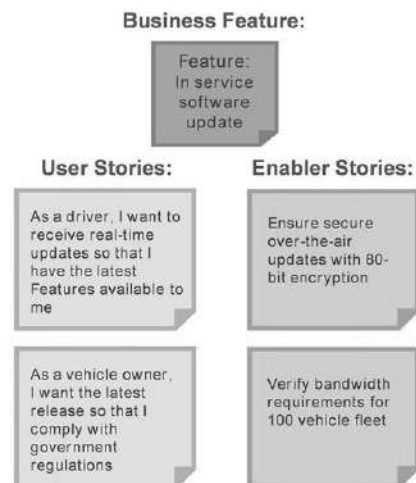 Business Feature:
Feature:
In service
software
update
User Stories:
As a driver, I want to
receive real-time
updates so that I
have the latest
Features available to
me
As a vehicle owner,
I want the latest
release so that I
comply with
government
regulations
Enabler Stories:
Ensure secure
over-the-air
updates with 80-
bit encryption
Verify bandwidth
requirements for
100 vehicle fleet